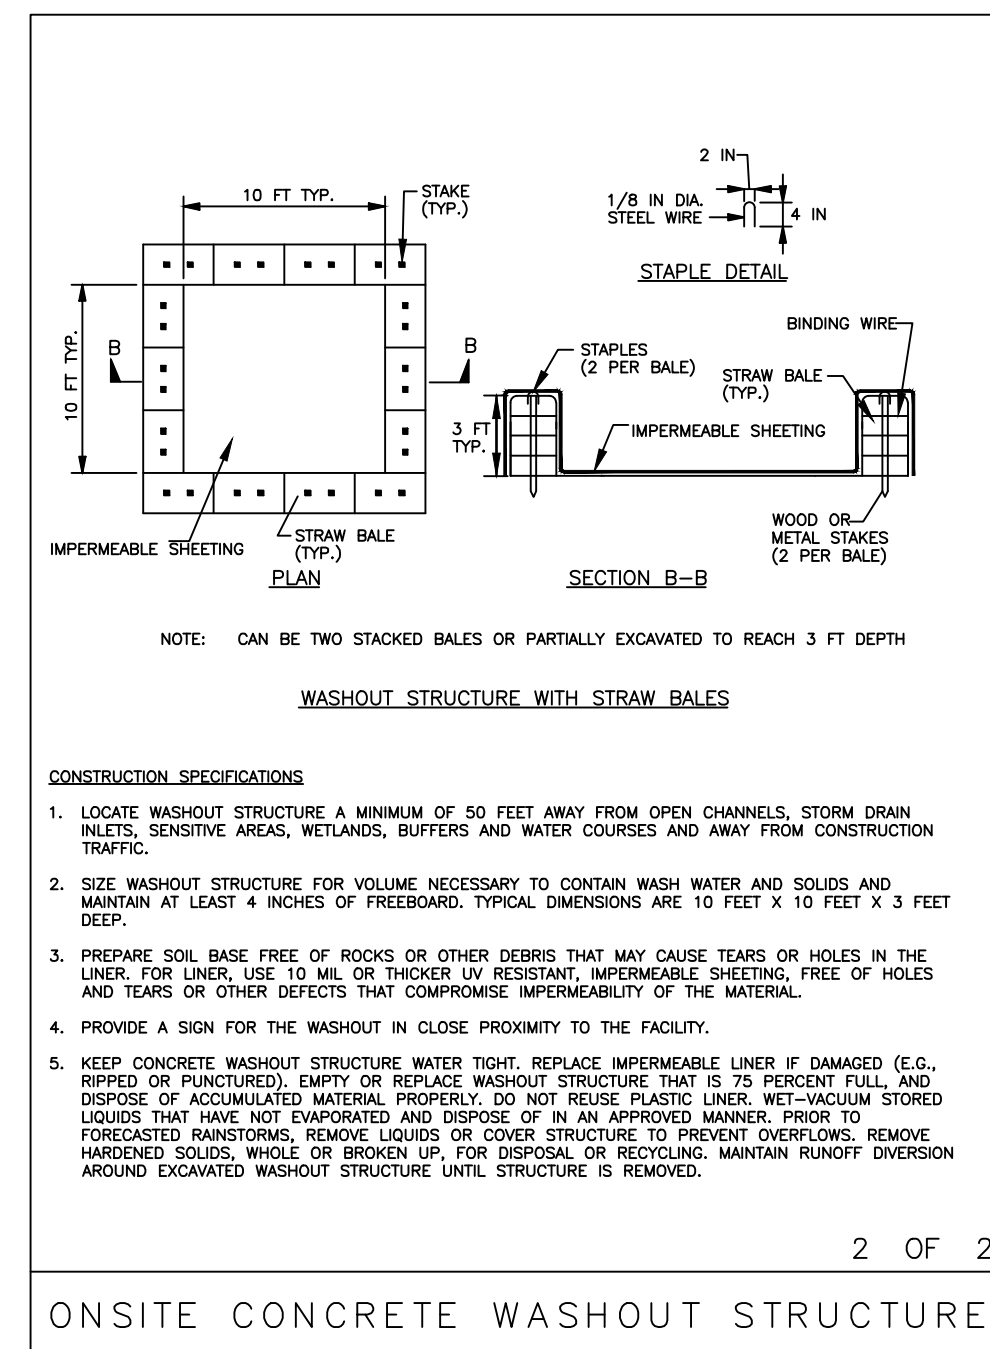 2 IN
10 FT TYP.
STAKE
(TYP.)
1/8 IN DIA.
STEEL WIRE
4 IN
STAPLE DETAIL
10 FT TYP.
B
B
BINDING WIRE
STAPLES
(2 PER BALE)
STRAW BALE
(TYP.)
3 FT
TYP.
IMPERMEABLE SHEETING
WOOD OR
METAL STAKES
(2 PER BALE)
IMPERMEABLE SHEETING
STRAW BALE
(TYP.)
PLAN
SECTION B-B
NOTE: CAN BE TWO STACKED BALES OR PARTIALLY EXCAVATED TO REACH 3 FT DEPTH
WASHOUT STRUCTURE WITH STRAW BALES
CONSTRUCTION SPECIFICATIONS
1. LOCATE WASHOUT STRUCTURE A MINIMUM OF 50 FEET AWAY FROM OPEN CHANNELS, STORM DRAIN
INLETS, SENSITIVE AREAS, WETLANDS, BUFFERS AND WATER COURSES AND AWAY FROM CONSTRUCTION
TRAFFIC.
2. SIZE WASHOUT STRUCTURE FOR VOLUME NECESSARY TO CONTAIN WASH WATER AND SOLIDS AND
MAINTAIN AT LEAST 4 INCHES OF FREEBOARD. TYPICAL DIMENSIONS ARE 10 FEET X 10 FEET X 3 FEET
DEEP.
3. PREPARE SOIL BASE FREE OF ROCKS OR OTHER DEBRIS THAT MAY CAUSE TEARS OR HOLES IN THE
LINER. FOR LINER, USE 10 MIL OR THICKER UV RESISTANT, IMPERMEABLE SHEETING, FREE OF HOLES
AND TEARS OR OTHER DEFECTS THAT COMPROMISE IMPERMEABILITY OF THE MATERIAL.
4. PROVIDE A SIGN FOR THE WASHOUT IN CLOSE PROXIMITY TO THE FACILITY.
5. KEEP CONCRETE WASHOUT STRUCTURE WATER TIGHT. REPLACE IMPERMEABLE LINER IF DAMAGED (E.G.,
RIPPED OR PUNCTURED). EMPTY OR REPLACE WASHOUT STRUCTURE THAT IS 75 PERCENT FULL, AND
DISPOSE OF ACCUMULATED MATERIAL PROPERLY. DO NOT REUSE PLASTIC LINER. WET-VACUUM STORED
LIQUIDS THAT HAVE NOT EVAPORATED AND DISPOSE OF IN AN APPROVED MANNER. PRIOR TO
FORECASTED RAINSTORMS, REMOVE LIQUIDS OR COVER STRUCTURE TO PREVENT OVERFLOWS. REMOVE
HARDENED SOLIDS, WHOLE OR BROKEN UP, FOR DISPOSAL OR RECYCLING. MAINTAIN RUNOFF DIVERSION
AROUND EXCAVATED WASHOUT STRUCTURE UNTIL STRUCTURE IS REMOVED.
2 OF 2
ONSITE CONCRETE WASHOUT STRUCTURE